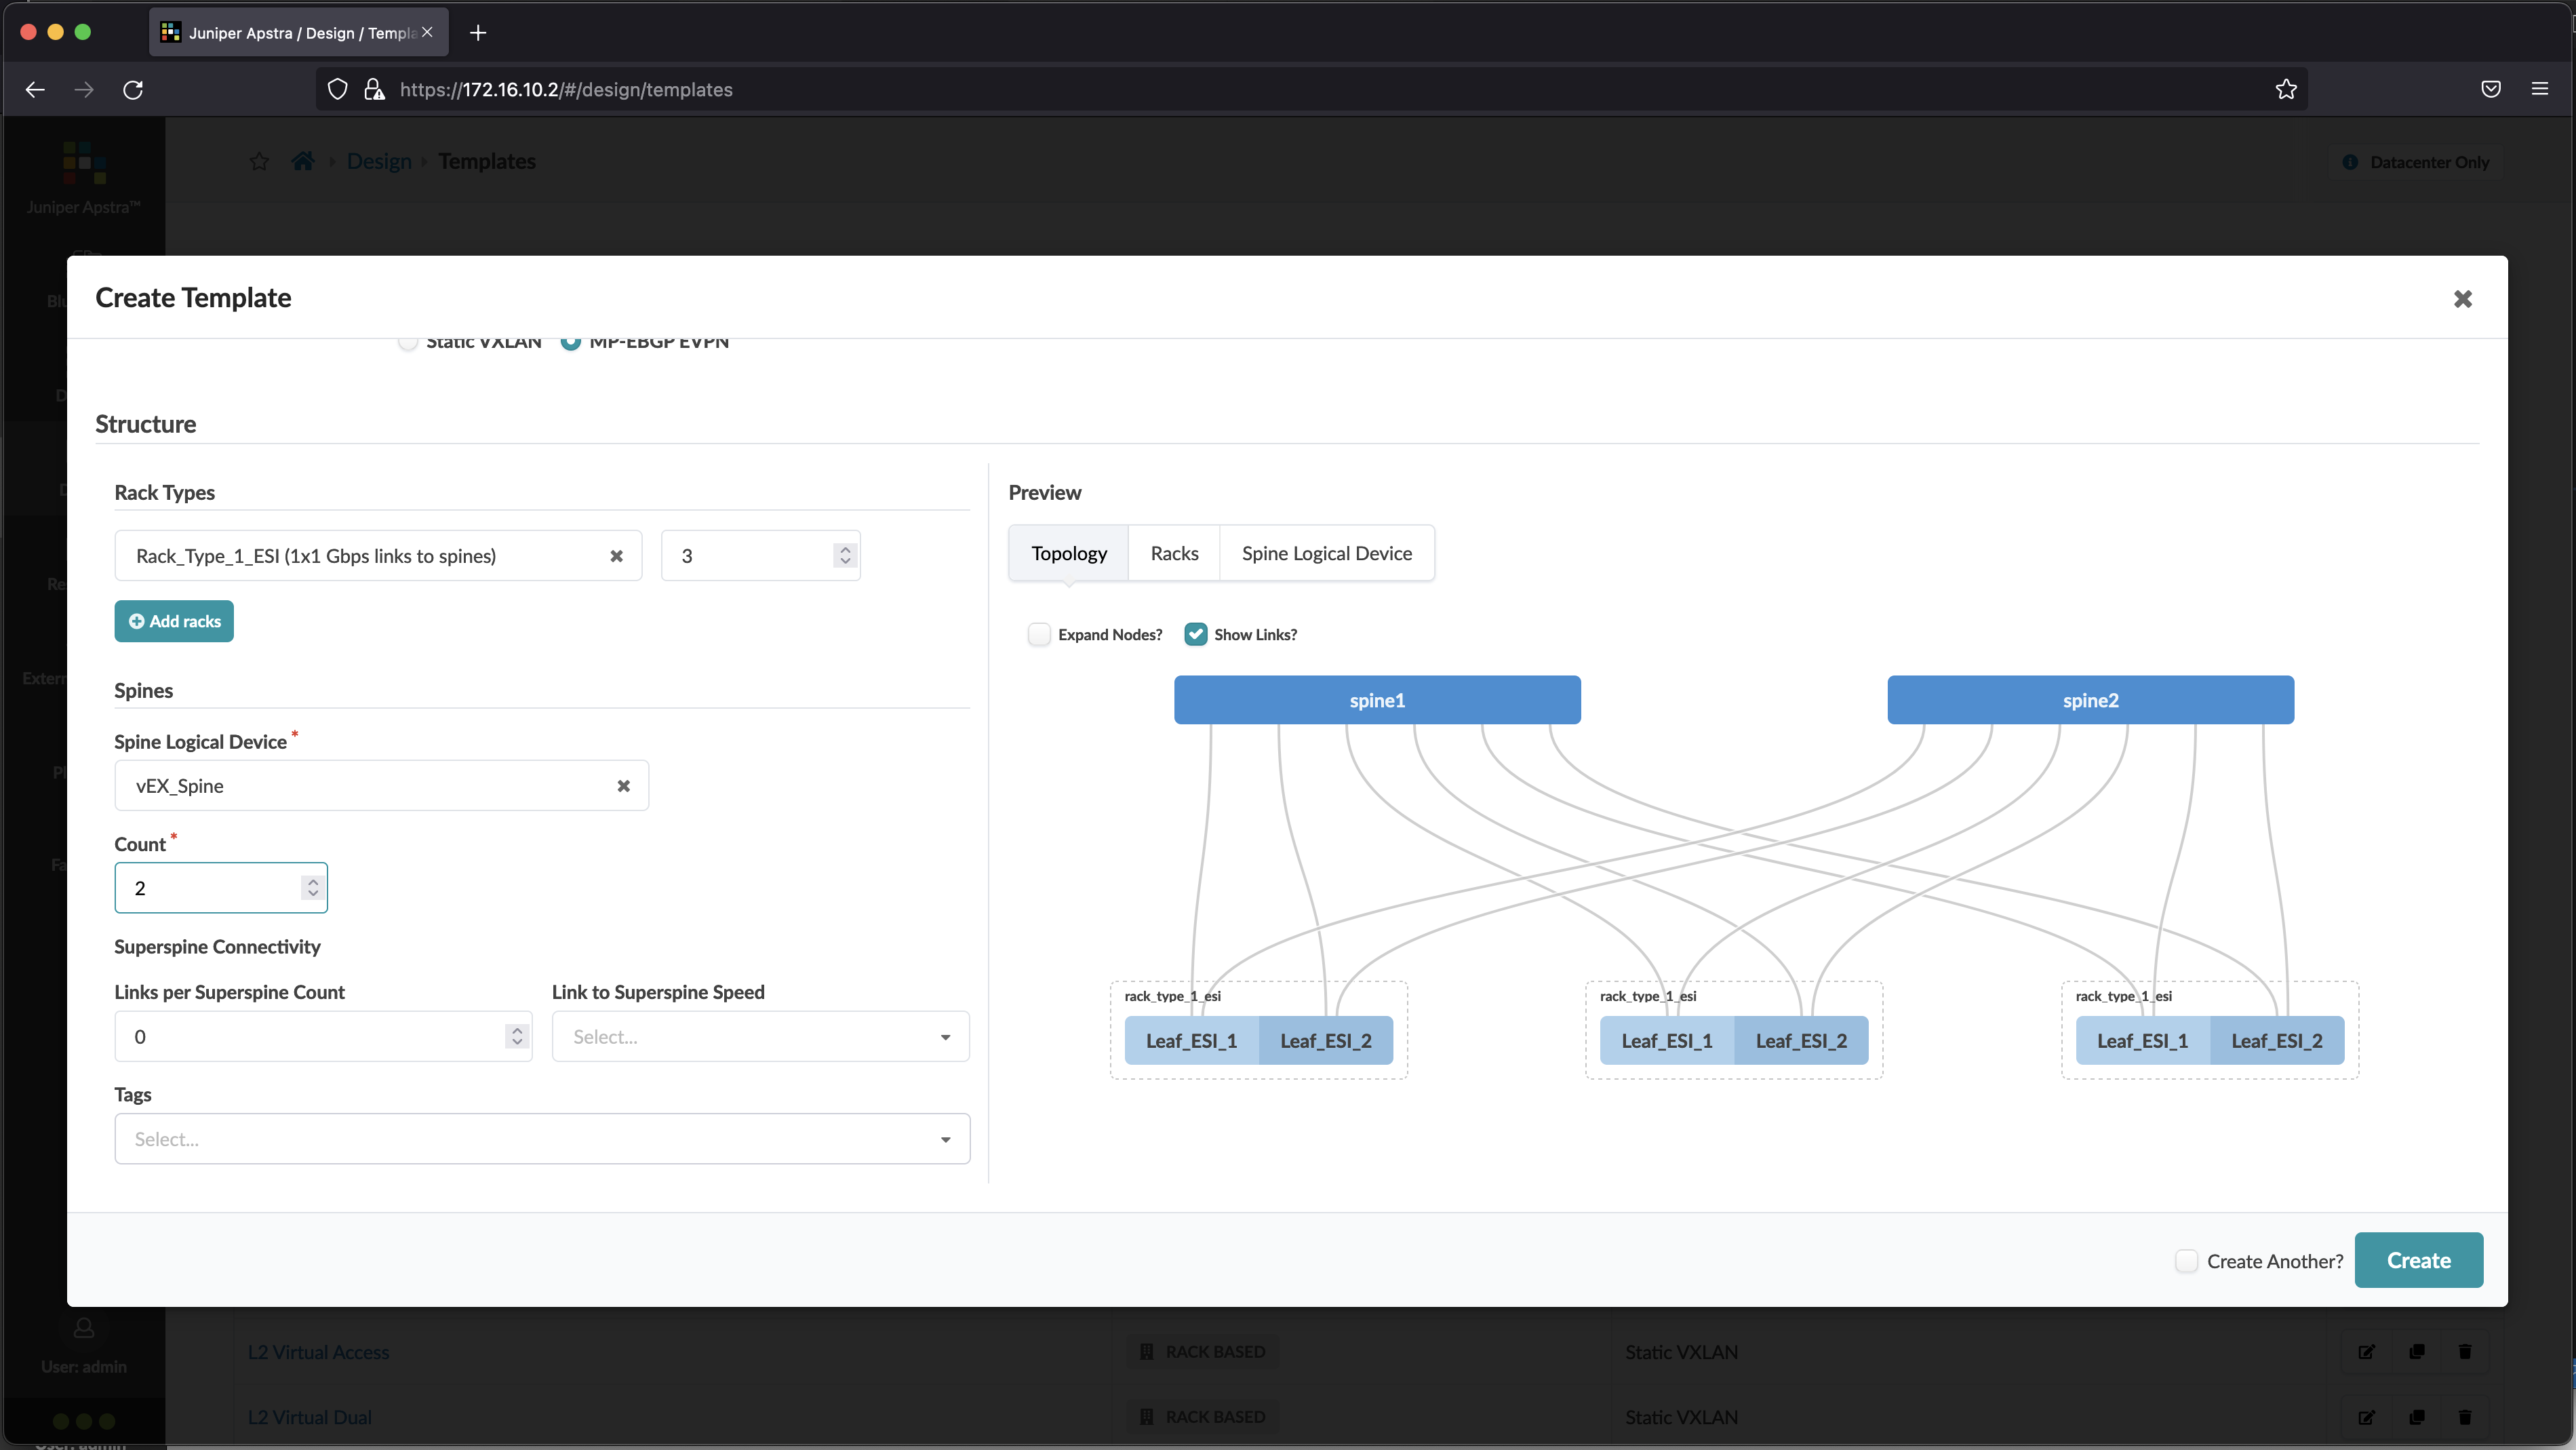 Juniper Apstra / Design / Templa
https://172.16.10.2/#/design/templates
Juniper Apstra™
Design
Templates
Datacenter Only
Create Template
Static VXLAN
MP-EBGP EVPN
Structure
Rack Types
Rack_Type_1_ESI (1x1 Gbps links to spines)
3
Add racks
Spines
Spine Logical Device *
vEX_Spine
Count *
2
Superspine Connectivity
Links per Superspine Count
Link to Superspine Speed
0
Select...
Tags
Select...
Preview
Topology
Racks
Spine Logical Device
Expand Nodes?
Show Links?
spine1
spine2
rack_type_1_esi
rack_type_1_esi
rack_type_1_esi
Leaf_ESI_1
Leaf_ESI_2
Leaf_ESI_1
Leaf_ESI_2
Leaf_ESI_1
Leaf_ESI_2
Create Another?
Create
L2 Virtual Access
RACK BASED
Static VXLAN
L2 Virtual Dual
RACK BASED
Static VXLAN
User: admin